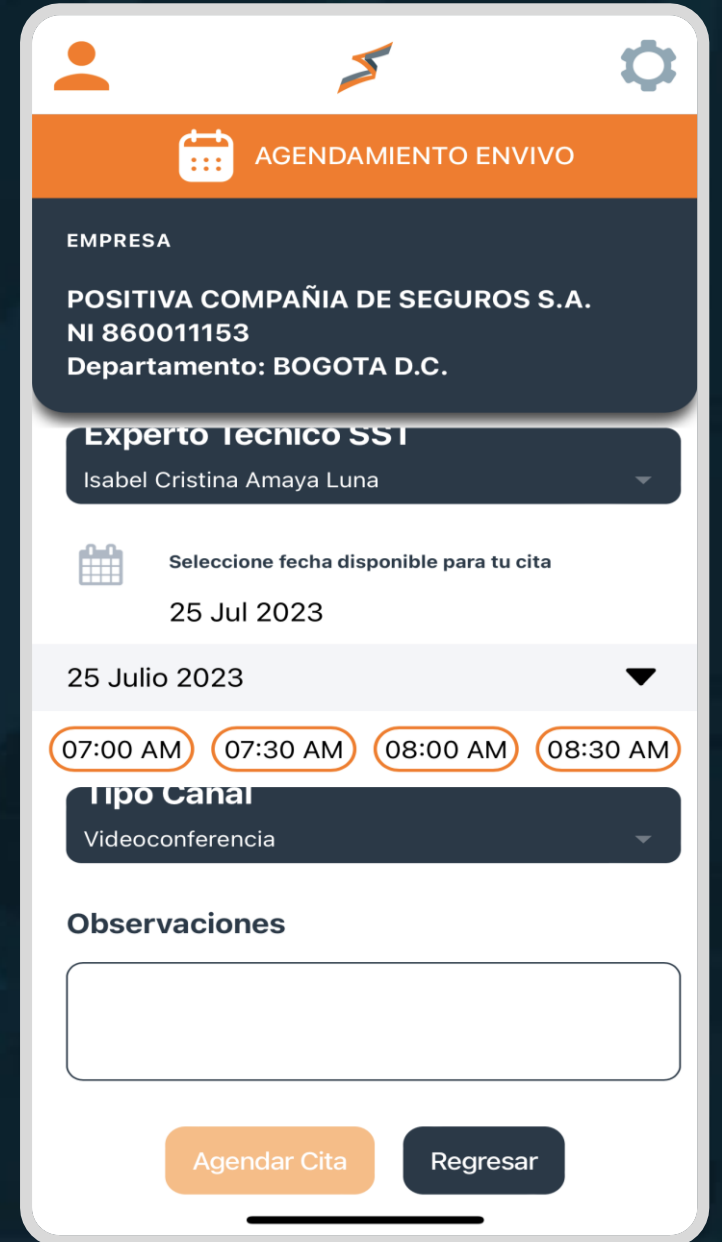 AGENDAMIENTO ENVIVO
EMPRESA
POSITIVA COMPAÑIA DE SEGUROS S.A.
NI 860011153
Departamento: BOGOTA D.C.
Experto Tecnico SST
Isabel Cristina Amaya Luna
Seleccione fecha disponible para tu cita
25 Jul 2023
25 Julio 2023
07:00 AM 07:30 AM 08:00 AM 08:30 AM
Tipo Canal
Videoconferencia
Observaciones
Agendar Cita Regresar